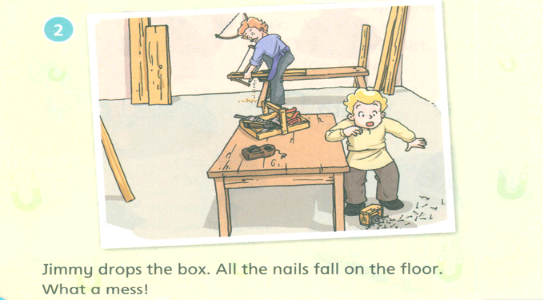 2
Jimmy drops the box. All the nails fall on the floor.
What a mess!